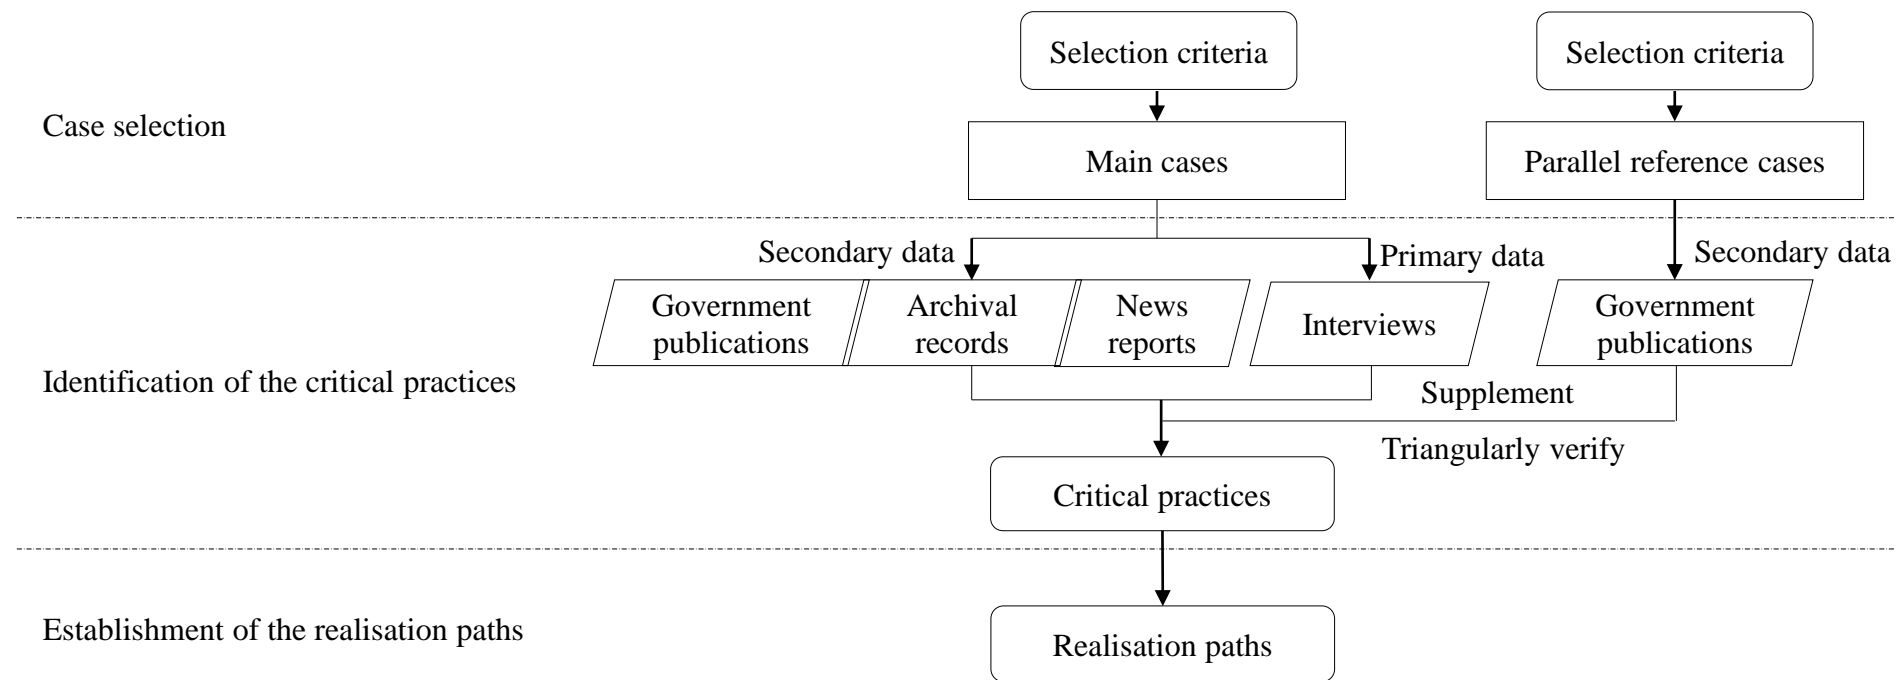 Selection criteria
Selection criteria
Case selection
Main cases
Parallel reference cases
Secondary data
Primary data
Secondary data
Government
publications
Archival
records
News
reports
Interviews
Government
publications
Identification of the critical practices
Supplement
Triangularly verify
Critical practices
Establishment of the realisation paths
Realisation paths